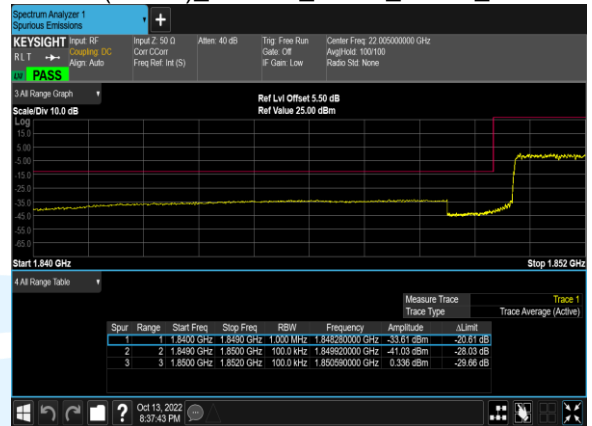 Spectrum Analyzer 1
Spurious Emissions
KEYSIGHT Input: RF Input Z: 50 Ω Atten: 40 dB Trig: Free Run Center Freq: 22.005000000 GHz
RLT Coupling: DC Corr CCorr Gate: Off Avg|Hold: 100/100
Align: Auto Freq Ref: Int (S) IF Gain: Low Radio Std: None
PASS
3 All Range Graph
Ref Lvl Offset 5.50 dB
Scale/Div 10.0 dB Ref Value 25.00 dBm
Log
15.0
5.00
-5.00
-15.0
-25.0
-35.0
-45.0
-55.0
-65.0
Start 1.840 GHz Stop 1.852 GHz
4 All Range Table
Measure Trace Trace 1
Trace Type Trace Average (Active)
Spur Range Start Freq Stop Freq RBW Frequency Amplitude ΔLimit
1 1 1.8400 GHz 1.8490 GHz 1.000 MHz 1.848280000 GHz -33.61 dBm -20.61 dB
2 2 1.8490 GHz 1.8500 GHz 100.0 kHz 1.849920000 GHz -41.03 dBm -28.03 dB
3 3 1.8500 GHz 1.8520 GHz 100.0 kHz 1.850590000 GHz 0.336 dBm -29.66 dB
Oct 13, 2022
8:37:43 PM